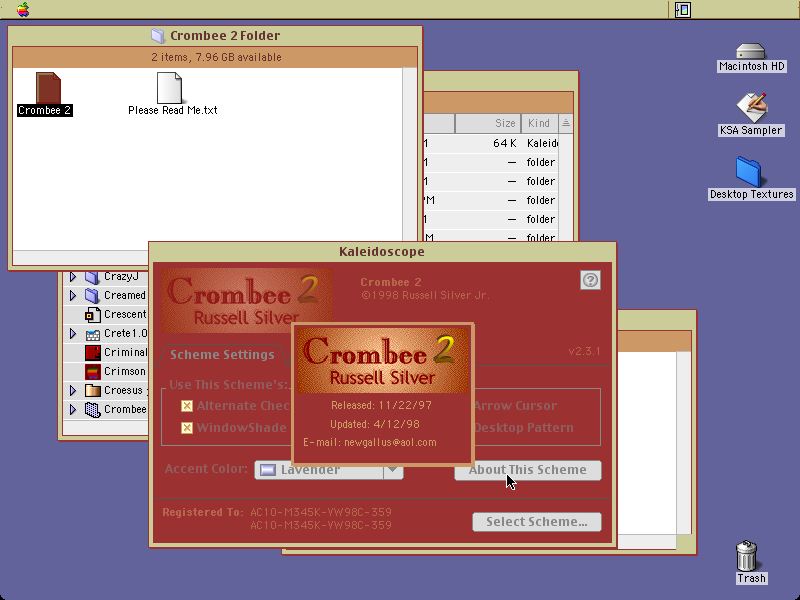 Crombee 2 Folder
2 items, 7.96 GB available
Crombee 2
Please Read Me.txt
Macintosh HD
KSA Sampler
Desktop Textures
Size Kind
64 K
— folder
— folder
— folder
— folder
— folder
CrazyJ
Creamed
Crescent
Crete1.0
Criminal
Crimson
Croesus
Crombee
Kaleidoscope
Crombee 2
Russell Silver
Crombee 2
©1998 Russell Silver Jr.
v2.3.1
Scheme Settings
Use This Scheme's:
Alternate Chec
WindowShade
Arrow Cursor
Desktop Pattern
Accent Color:
Lavender
About This Scheme
Crombee 2
Russell Silver
Released: 11/22/97
Updated: 4/12/98
E-mail: newgallus@aol.com
Registered To: AC10-M345K-YW98C-359
AC10-M345K-YW98C-359
Select Scheme...
Trash